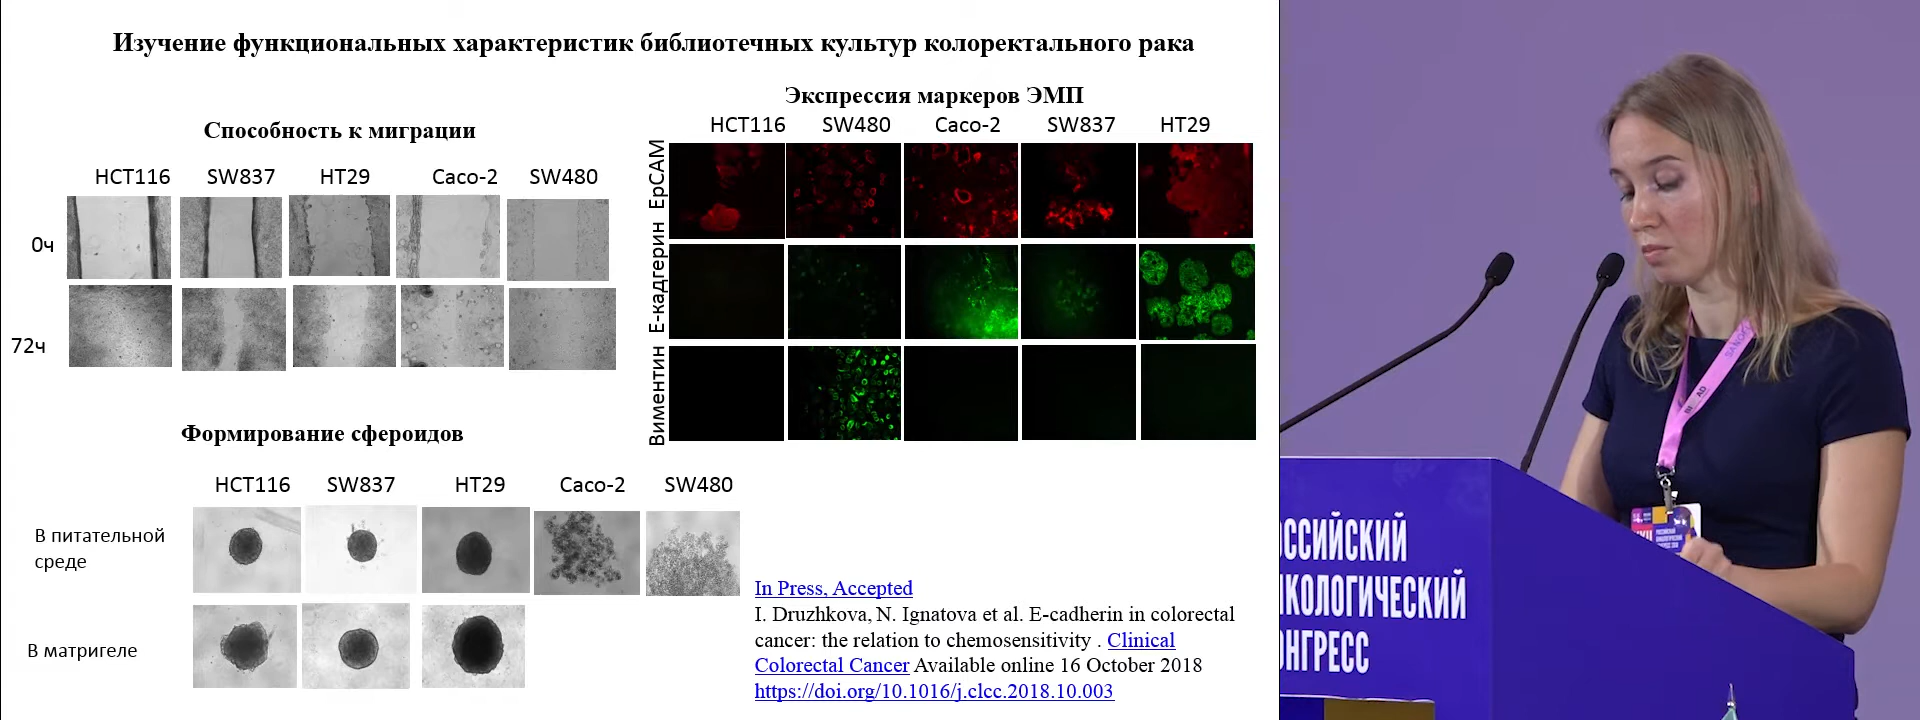 Изучение функциональных характеристик библиотечных культур колоректального рака
Способность к миграции
HCT116 SW837 HT29 Caco-2 SW480
0ч
72ч
Экспрессия маркеров ЭМП
HCT116 SW480 Caco-2 SW837 HT29
EpCAM
E-кадгерин
Виментин
Формирование сфероидов
HCT116 SW837 HT29 Caco-2 SW480
В питательной
среде
В матригеле
In Press, Accepted
I. Druzhkova, N. Ignatova et al. E-cadherin in colorectal
cancer: the relation to chemosensitivity . Clinical
Colorectal Cancer Available online 16 October 2018
https://doi.org/10.1016/j.clcc.2018.10.003
ОССИЙСКИЙ
НКОЛОГИЧЕСКИЙ
ОНГРЕСС